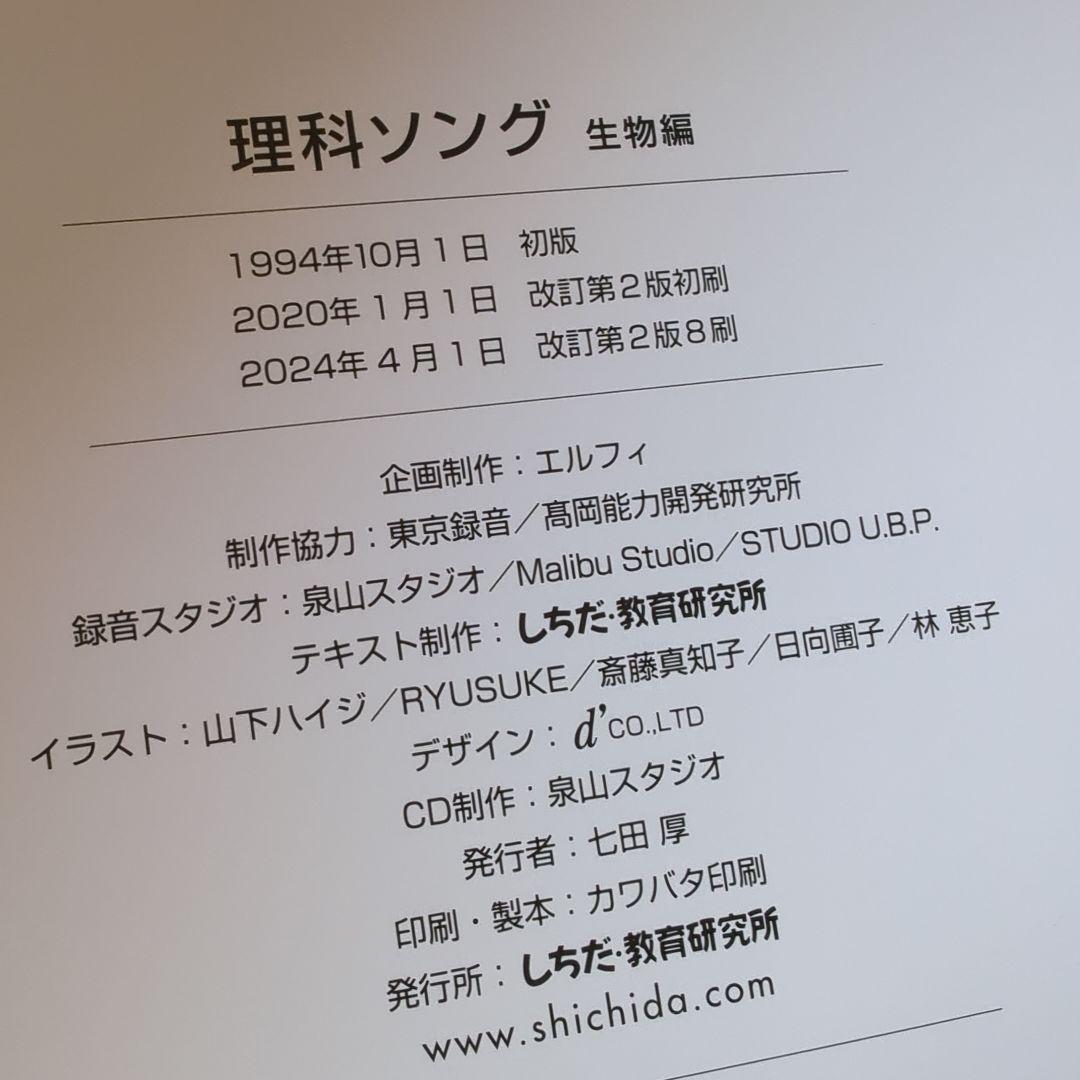 理科ソング 生物編
1994年10月1日 初版
2020年1月1日 改訂第2版初刷
2024年4月1日 改訂第2版8刷
企画制作：エルフィ
制作協力：東京録音／髙岡能力開発研究所
録音スタジオ：泉山スタジオ／Malibu Studio／STUDIO U.B.P.
テキスト制作：しちだ・教育研究所
イラスト：山下ハイジ／RYUSUKE／斎藤真知子／日向圃子／林 恵子
デザイン：d' CO.,LTD
CD制作：泉山スタジオ
発行者：七田 厚
印刷・製本：カワバタ印刷
発行所：しちだ・教育研究所
www.shichida.com